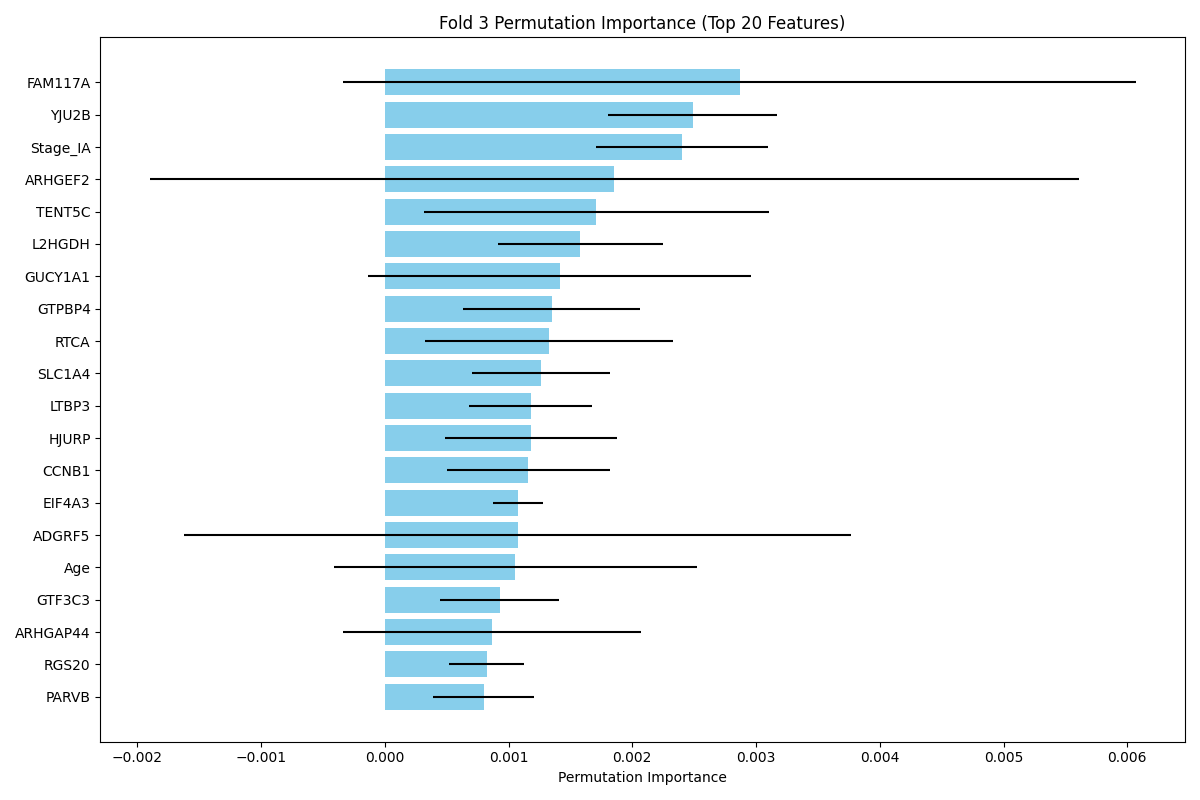 Fold 3 Permutation Importance (Top 20 Features)
FAM117A
YJU2B
Stage_IA
ARHGEF2
TENT5C
L2HGDH
GUCY1A1
GTPBP4
RTCA
SLC1A4
LTBP3
HJURP
CCNB1
EIF4A3
ADGRF5
Age
GTF3C3
ARHGAP44
RGS20
PARVB
−0.002 −0.001 0.000 0.001 0.002 0.003 0.004 0.005 0.006
Permutation Importance